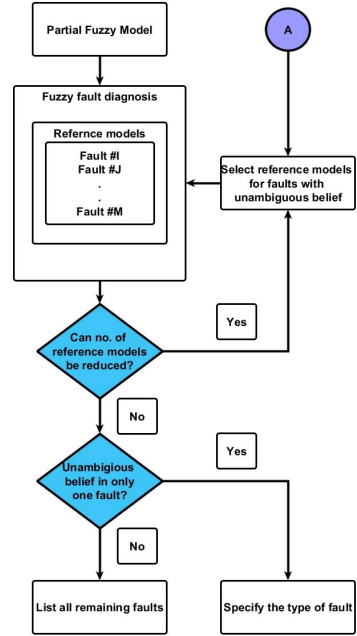 Partial Fuzzy Model
A
Fuzzy fault diagnosis
Refernce models
Fault #I
Fault #J
.
.
Fault #M
Select reference models
for faults with
unambiguous belief
Can no. of
reference models
be reduced?
Yes
No
Unambigious
belief in only
one fault?
Yes
No
List all remaining faults
Specify the type of fault